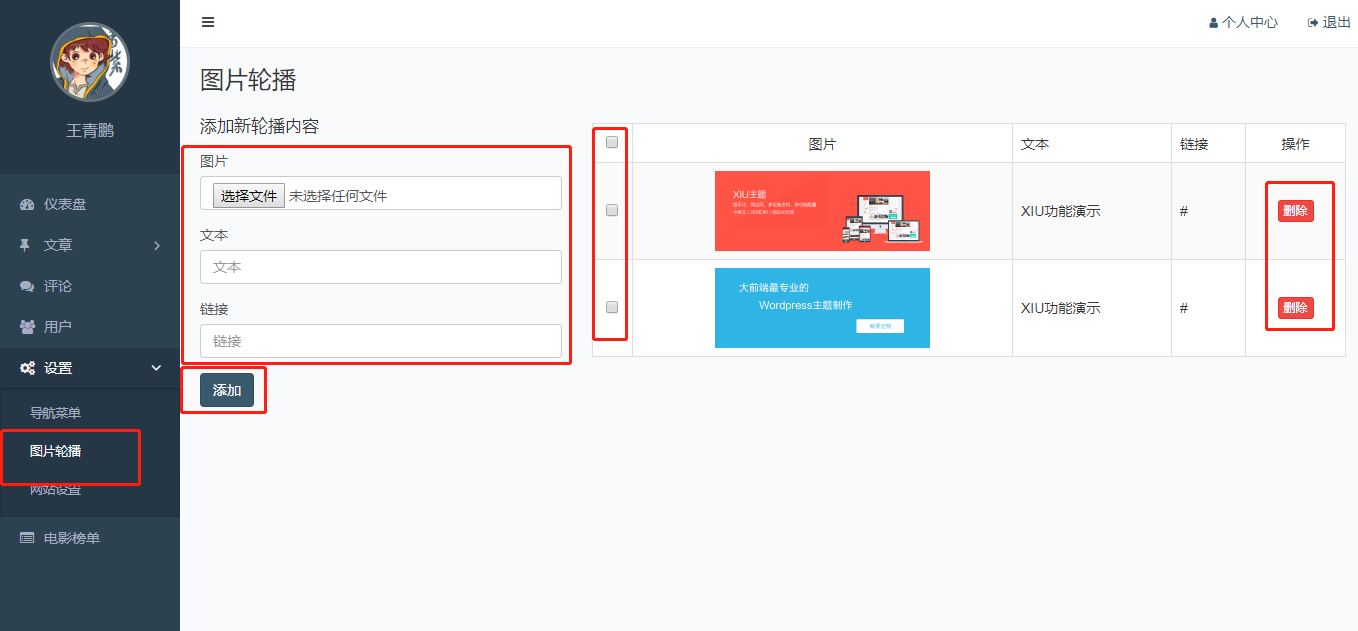 王青鹏
仪表盘
文章
评论
用户
设置
导航菜单
图片轮播
网站设置
电影榜单
个人中心 退出
图片轮播
添加新轮播内容
图片
选择文件 未选择任何文件
文本
文本
链接
链接
添加
图片 文本 链接 操作
XIU主题
XIU功能演示 # 删除
大前端最专业的
Wordpress主题制作
XIU功能演示 # 删除